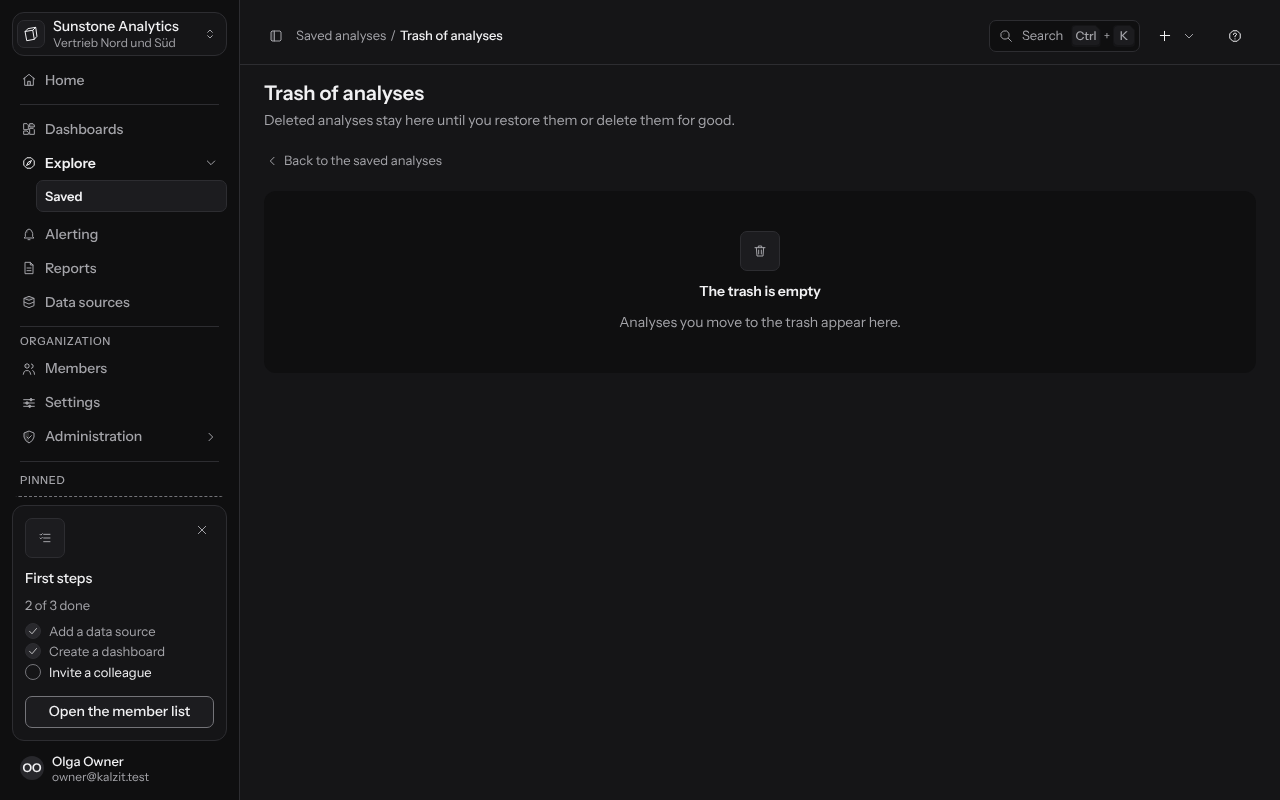 Sunstone Analytics
Vertrieb Nord und Süd
Home
Dashboards
Explore
Saved
Alerting
Reports
Data sources
ORGANIZATION
Members
Settings
Administration
PINNED
First steps
2 of 3 done
Add a data source
Create a dashboard
Invite a colleague
Open the member list
OO
Olga Owner
owner@kalzit.test
Saved analyses / Trash of analyses
Search Ctrl + K
Trash of analyses
Deleted analyses stay here until you restore them or delete them for good.
Back to the saved analyses
The trash is empty
Analyses you move to the trash appear here.